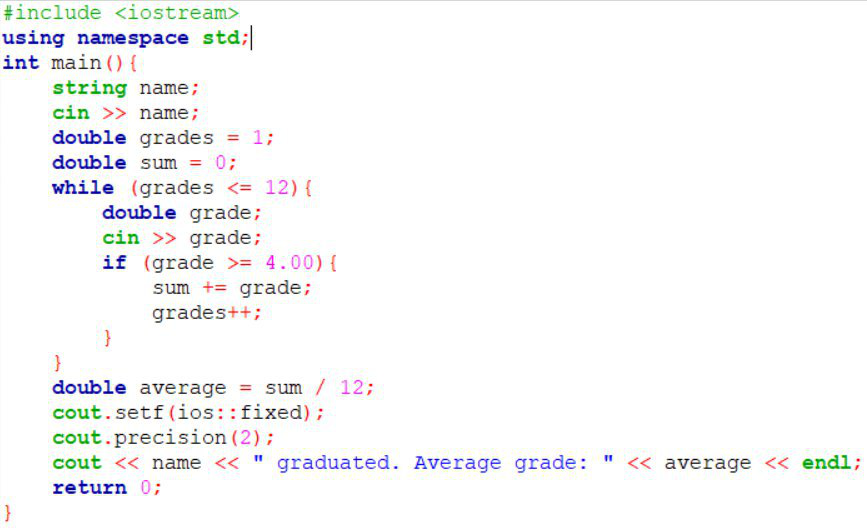 #include <iostream>
using namespace std;
int main(){
    string name;
    cin >> name;
    double grades = 1;
    double sum = 0;
    while (grades <= 12){
        double grade;
        cin >> grade;
        if (grade >= 4.00){
            sum += grade;
            grades++;
        }
    }
    double average = sum / 12;
    cout.setf(ios::fixed);
    cout.precision(2);
    cout << name << " graduated. Average grade: " << average << endl;
    return 0;
}